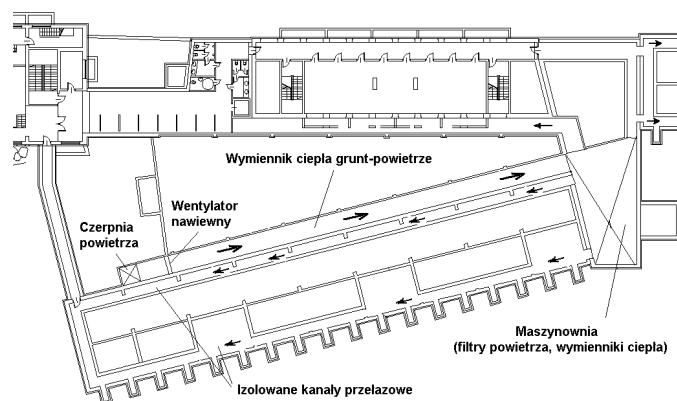 Wymiennik ciepła grunt-powietrze
Wentylator
nawiewny
Czerpnia
powietrza
Maszynownia
(filtry powietrza, wymienniki ciepła)
Izolowane kanały przełazowe